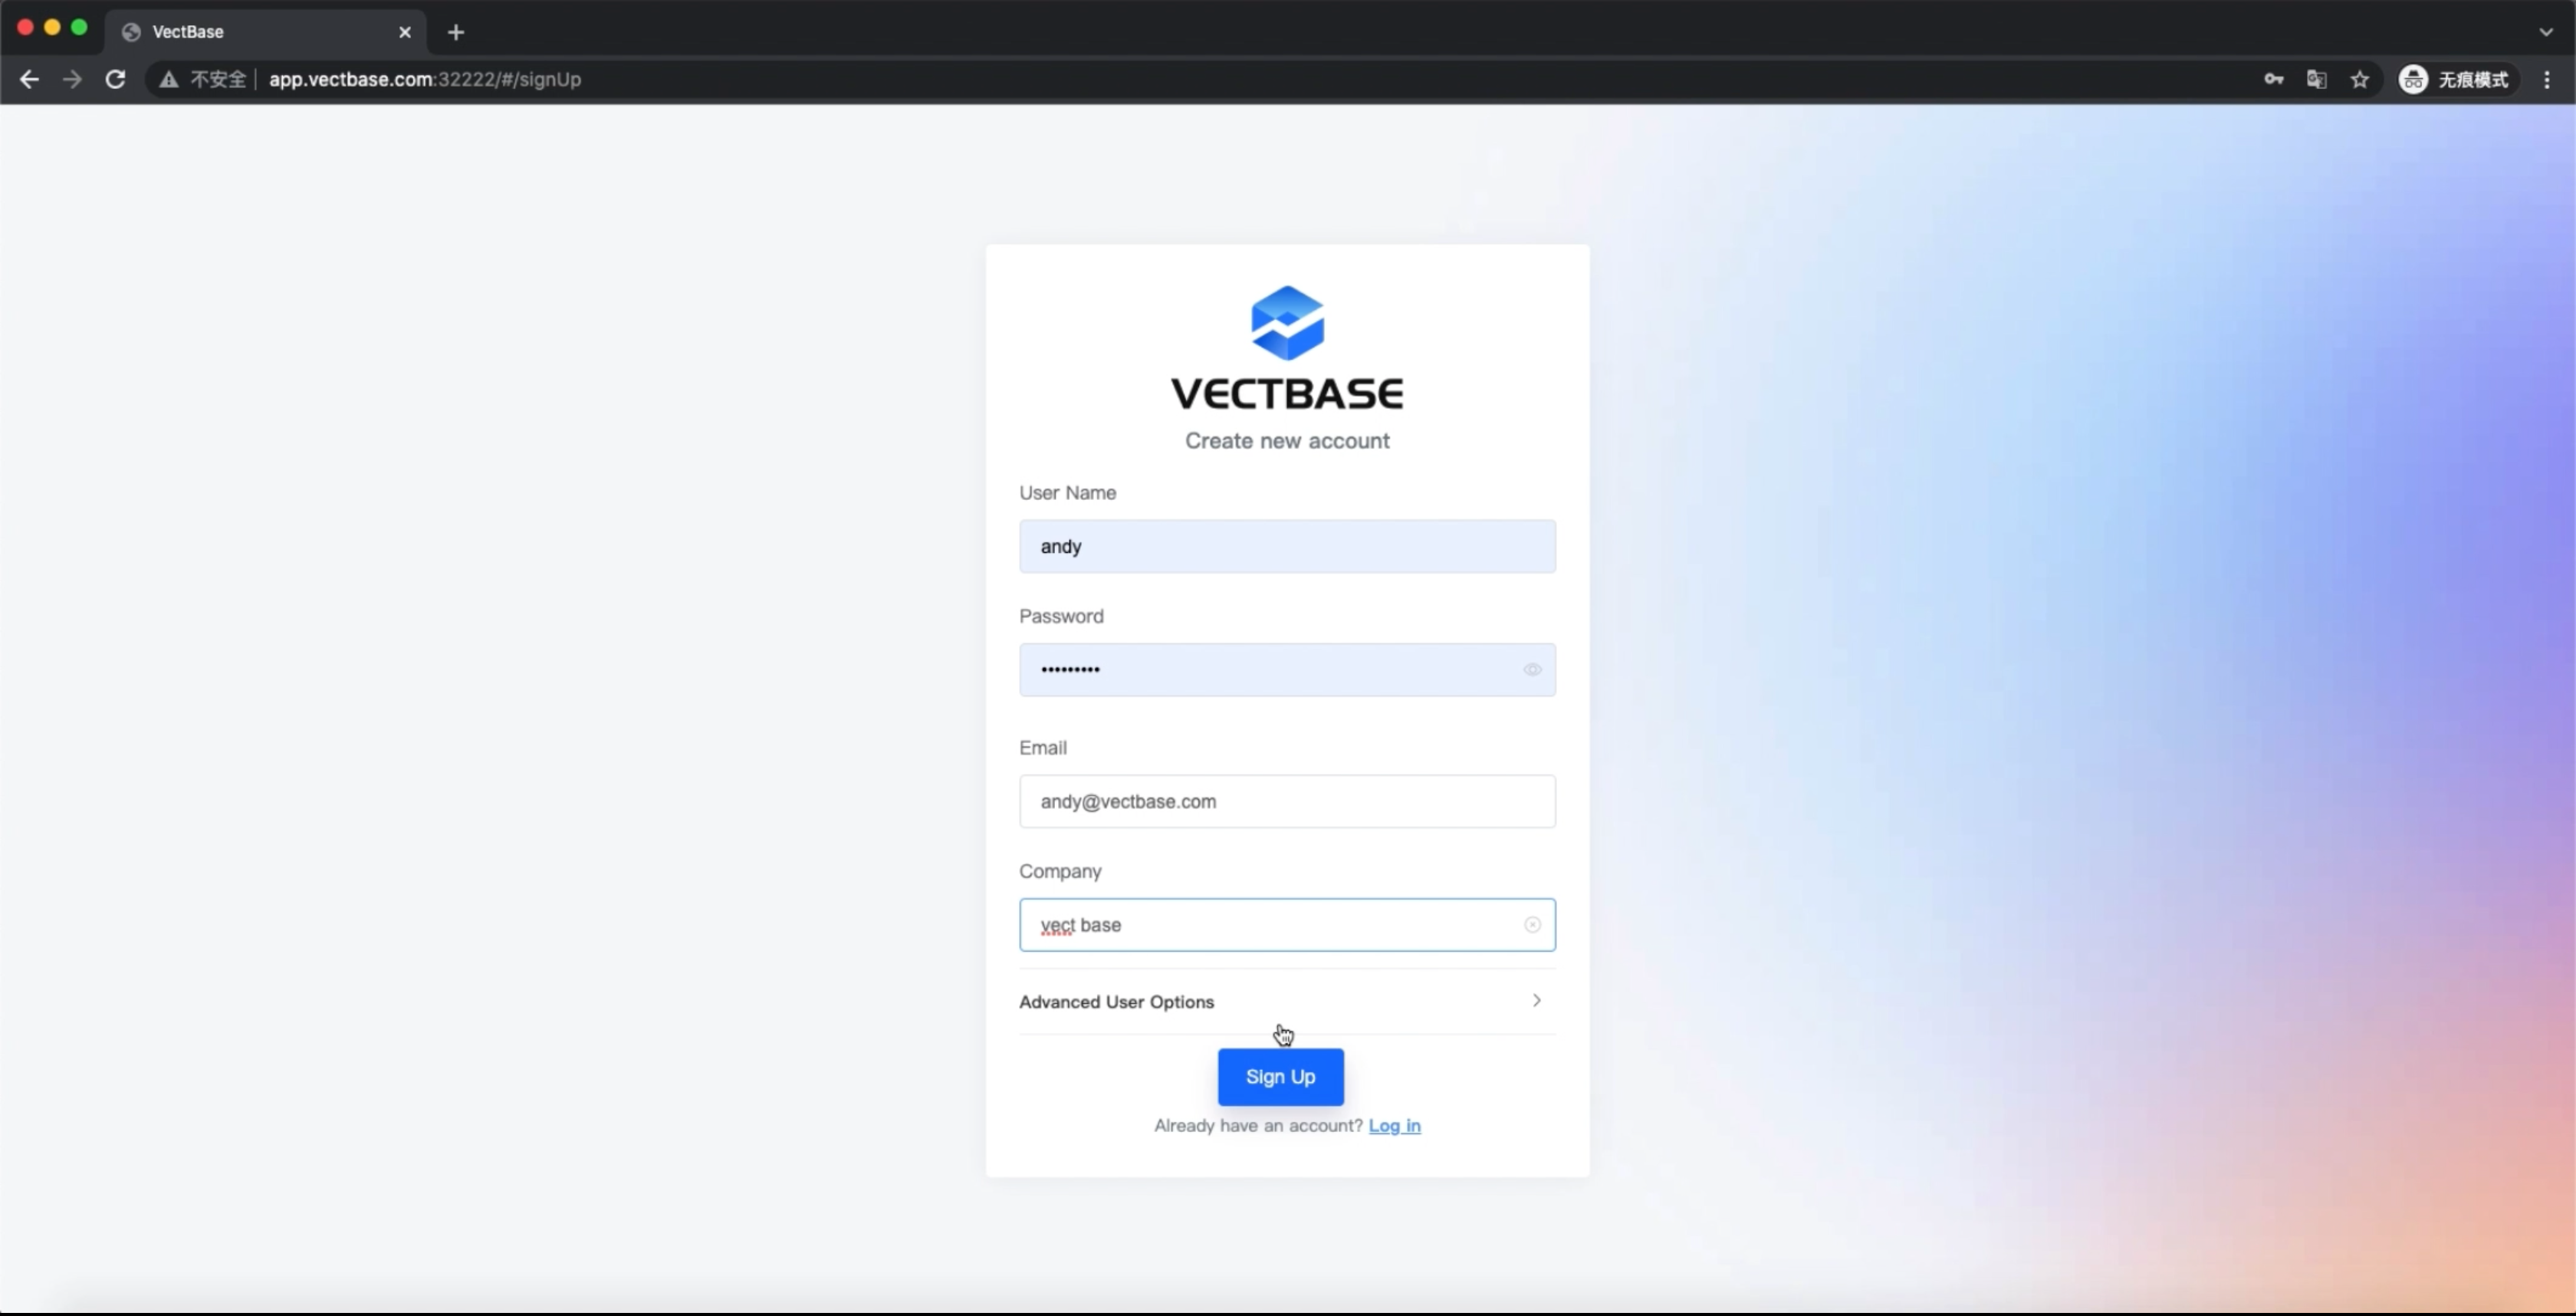 VectBase
不安全 app.vectbase.com:32222/#/signUp 无痕模式
VECTBASE
Create new account
User Name
andy
Password
•••••••••
Email
andy@vectbase.com
Company
vect base
Advanced User Options
Sign Up
Already have an account? Log in